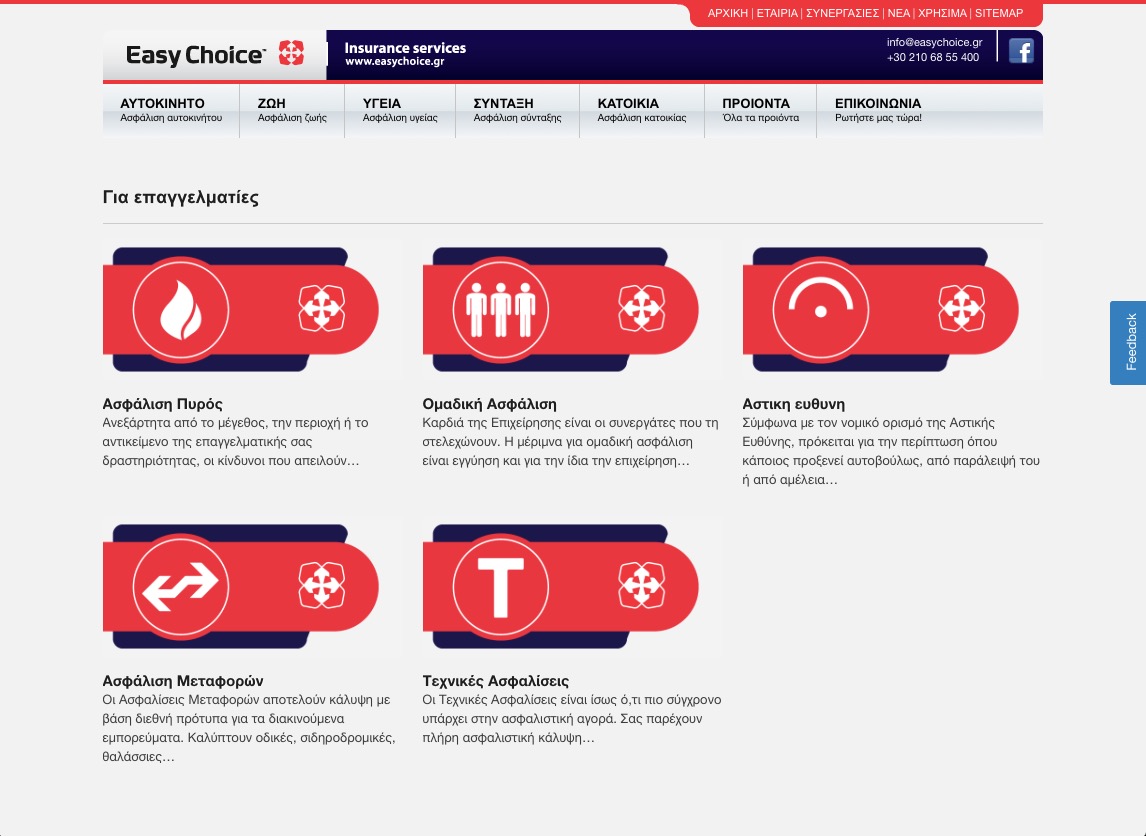 ΑΡΧΙΚΗ | ΕΤΑΙΡΙΑ | ΣΥΝΕΡΓΑΣΙΕΣ | ΝΕΑ | ΧΡΗΣΙΜΑ | SITEMAP
Easy Choice™
Insurance services
www.easychoice.gr
info@easychoice.gr
+30 210 68 55 400
f
ΑΥΤΟΚΙΝΗΤΟ
Ασφάλιση αυτοκινήτου
ΖΩΗ
Ασφάλιση ζωής
ΥΓΕΙΑ
Ασφάλιση υγείας
ΣΥΝΤΑΞΗ
Ασφάλιση σύνταξης
ΚΑΤΟΙΚΙΑ
Ασφάλιση κατοικίας
ΠΡΟΙΟΝΤΑ
Όλα τα προιόντα
ΕΠΙΚΟΙΝΩΝΙΑ
Ρωτήστε μας τώρα!
Για επαγγελματίες
Ασφάλιση Πυρός
Ανεξάρτητα από το μέγεθος, την περιοχή ή το
αντικείμενο της επαγγελματικής σας
δραστηριότητας, οι κίνδυνοι που απειλούν…
Ομαδική Ασφάλιση
Καρδιά της Επιχείρησης είναι οι συνεργάτες που τη
στελεχώνουν. Η μέριμνα για ομαδική ασφάλιση
είναι εγγύηση και για την ίδια την επιχείρηση…
Αστικη ευθυνη
Σύμφωνα με τον νομικό ορισμό της Αστικής
Ευθύνης, πρόκειται για την περίπτωση όπου
κάποιος προξενεί αυτοβούλως, από παράλειψή του
ή από αμέλεια…
Feedback
T
Ασφάλιση Μεταφορών
Οι Ασφαλίσεις Μεταφορών αποτελούν κάλυψη με
βάση διεθνή πρότυπα για τα διακινούμενα
εμπορεύματα. Καλύπτουν οδικές, σιδηροδρομικές,
θαλάσσιες…
Τεχνικές Ασφαλίσεις
Οι Τεχνικές Ασφαλίσεις είναι ίσως ό,τι πιο σύγχρονο
υπάρχει στην ασφαλιστική αγορά. Σας παρέχουν
πλήρη ασφαλιστική κάλυψη…